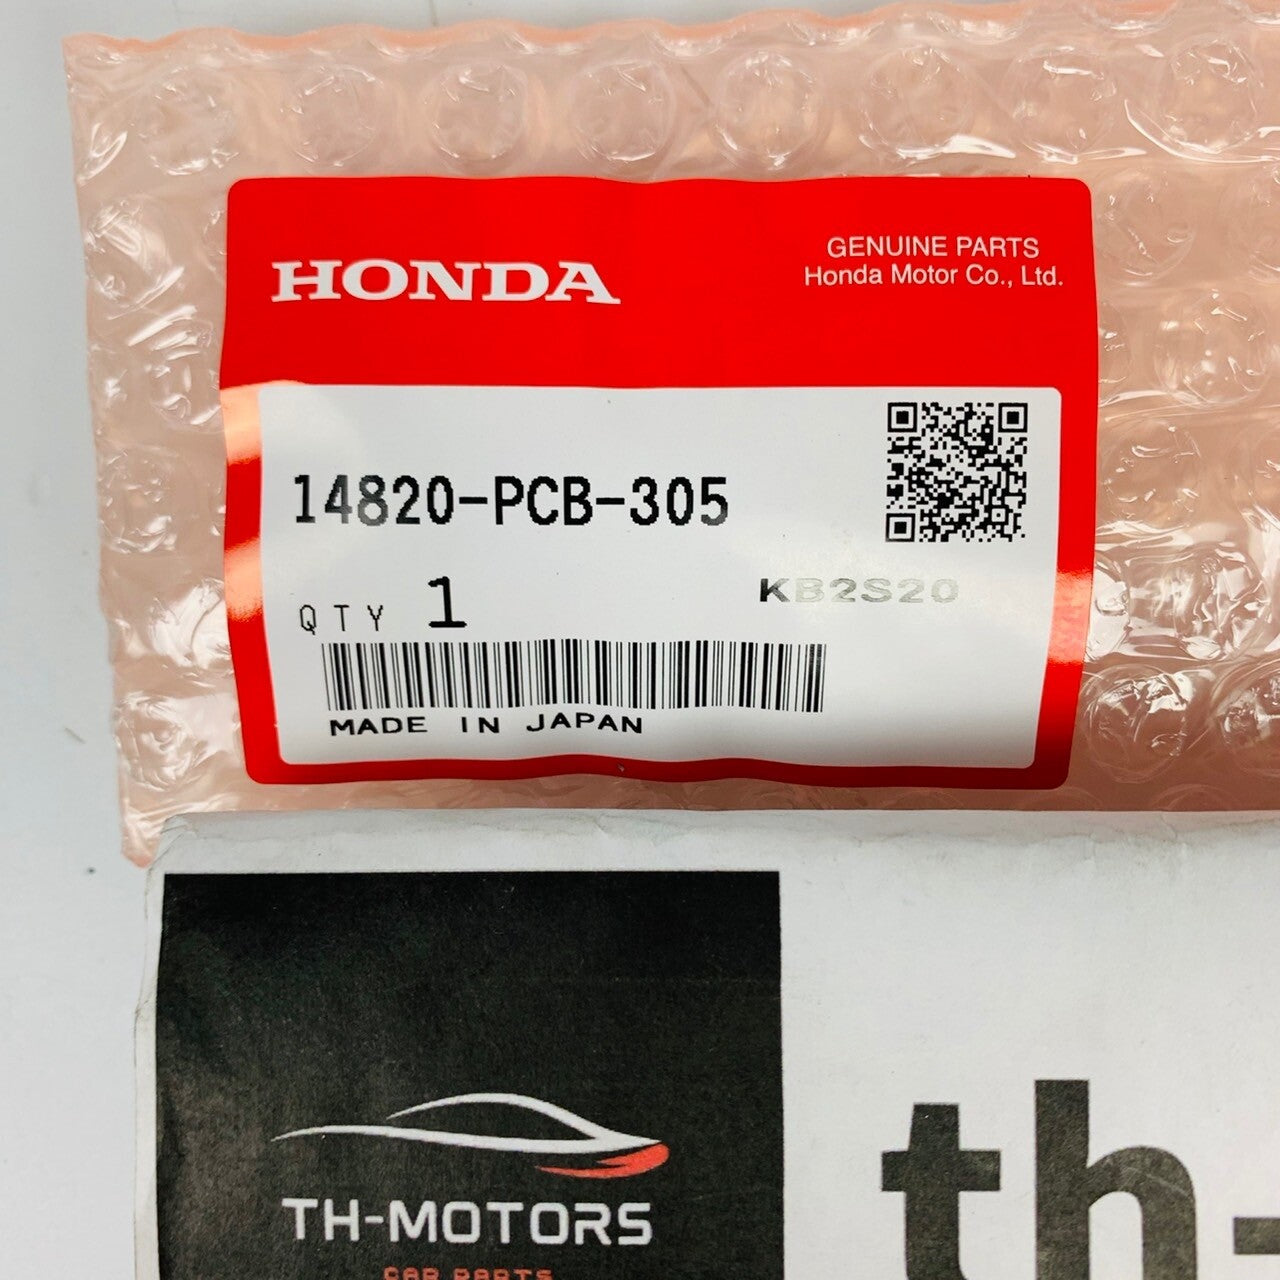 HONDA
GENUINE PARTS
Honda Motor Co., Ltd.
14820-PCB-305
QTY 1
KB2S20
MADE IN JAPAN
TH-MOTORS
CAR PARTS
th-